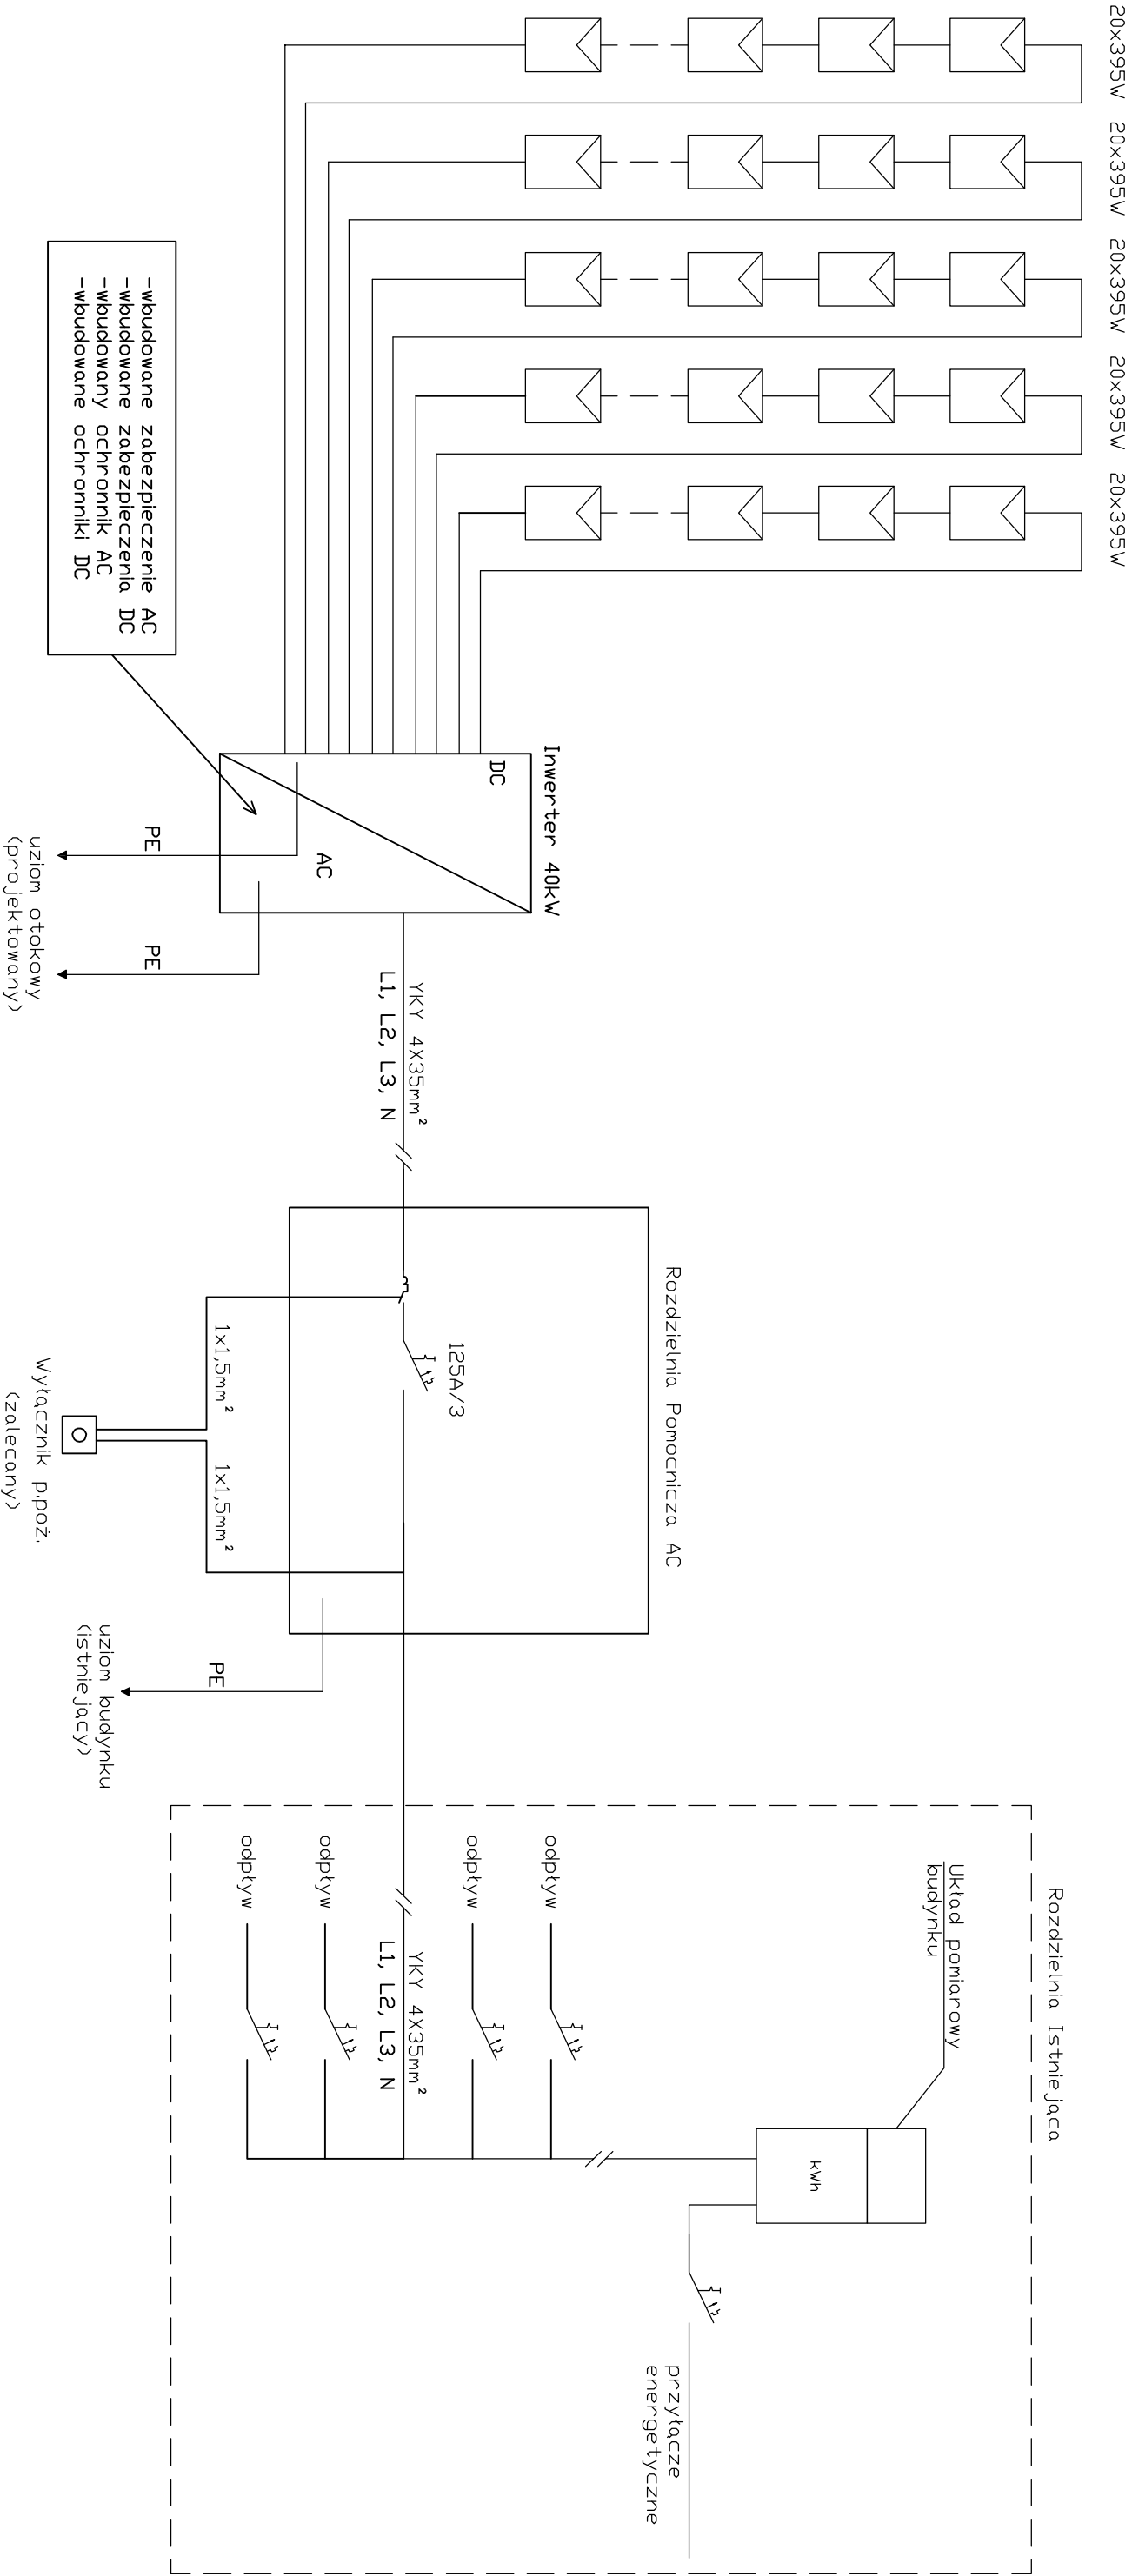 20x395W
20x395W
20x395W
20x395W
20x395W
-wbudowane zabezpieczenie AC
-wbudowane zabezpieczenia DC
-wbudowany ochronnik AC
-wbudowane ochronniki DC
Inwerter 40kW
DC
AC
PE
PE
uziom otokowy
(projektowany)
YKY 4X35mm²
L1, L2, L3, N
Rozdzielnia Pomocnicza AC
125A/3
1x1,5mm²
1x1,5mm²
Wyłącznik p.poż.
(zalecany)
PE
uziom budynku
(istniejący)
Rozdzielnia Istniejąca
Układ pomiarowy
budynku
odpływ
odpływ
odpływ
odpływ
YKY 4X35mm²
L1, L2, L3, N
kWh
przyłącze
energetyczne